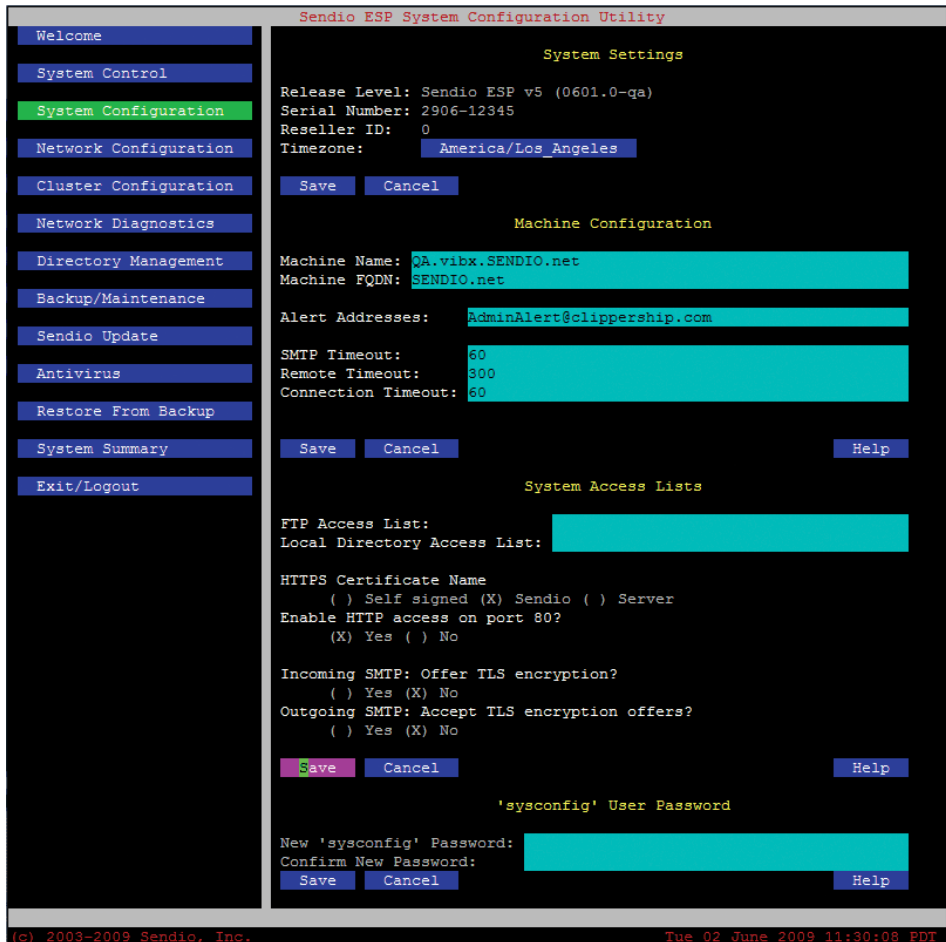 Sendio ESP System Configuration Utility
Welcome
System Control
System Configuration
Network Configuration
Cluster Configuration
Network Diagnostics
Directory Management
Backup/Maintenance
Sendio Update
Antivirus
Restore From Backup
System Summary
Exit/Logout
System Settings
Release Level: Sendio ESP v5 (0601.0-qa)
Serial Number: 2906-12345
Reseller ID: 0
Timezone: America/Los_Angeles
Save Cancel
Machine Configuration
Machine Name: QA.vibx.SENDIO.net
Machine FQDN: SENDIO.net
Alert Addresses: AdminAlert@clippership.com
SMTP Timeout: 60
Remote Timeout: 300
Connection Timeout: 60
Save Cancel Help
System Access Lists
FTP Access List:
Local Directory Access List:
HTTPS Certificate Name
( ) Self signed (X) Sendio ( ) Server
Enable HTTP access on port 80?
(X) Yes ( ) No
Incoming SMTP: Offer TLS encryption?
( ) Yes (X) No
Outgoing SMTP: Accept TLS encryption offers?
( ) Yes (X) No
Save Cancel Help
'sysconfig' User Password
New 'sysconfig' Password:
Confirm New Password:
Save Cancel Help
(c) 2003-2009 Sendio, Inc. Tue 02 June 2009 11:30:08 PDT